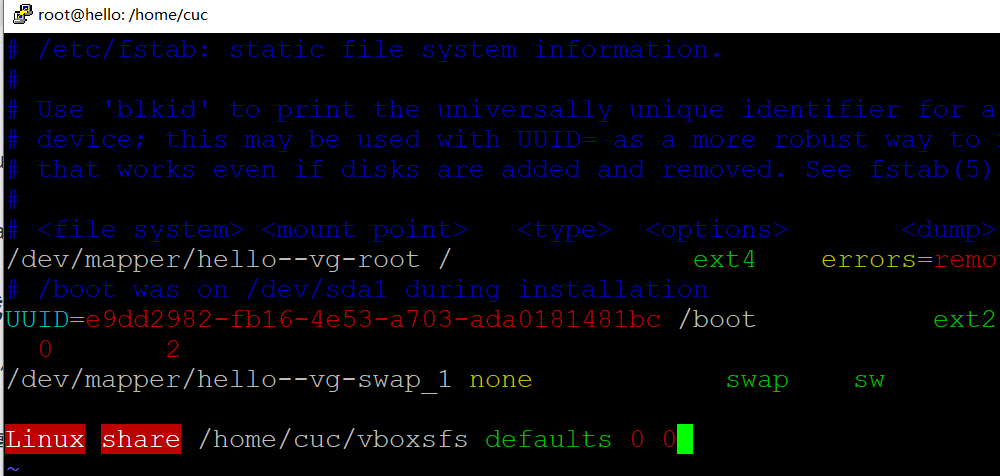 root@hello: /home/cuc
# /etc/fstab: static file system information.
#
# Use 'blkid' to print the universally unique identifier for a
# device; this may be used with UUID= as a more robust way to
# that works even if disks are added and removed. See fstab(5)
#
# <file system> <mount point>   <type>  <options>       <dump>
/dev/mapper/hello--vg-root /               ext4    errors=remo
# /boot was on /dev/sda1 during installation
UUID=e9dd2982-fb16-4e53-a703-ada0181481bc /boot           ext2
  0       2
/dev/mapper/hello--vg-swap_1 none            swap    sw
Linux share /home/cuc/vboxsfs defaults 0 0
~